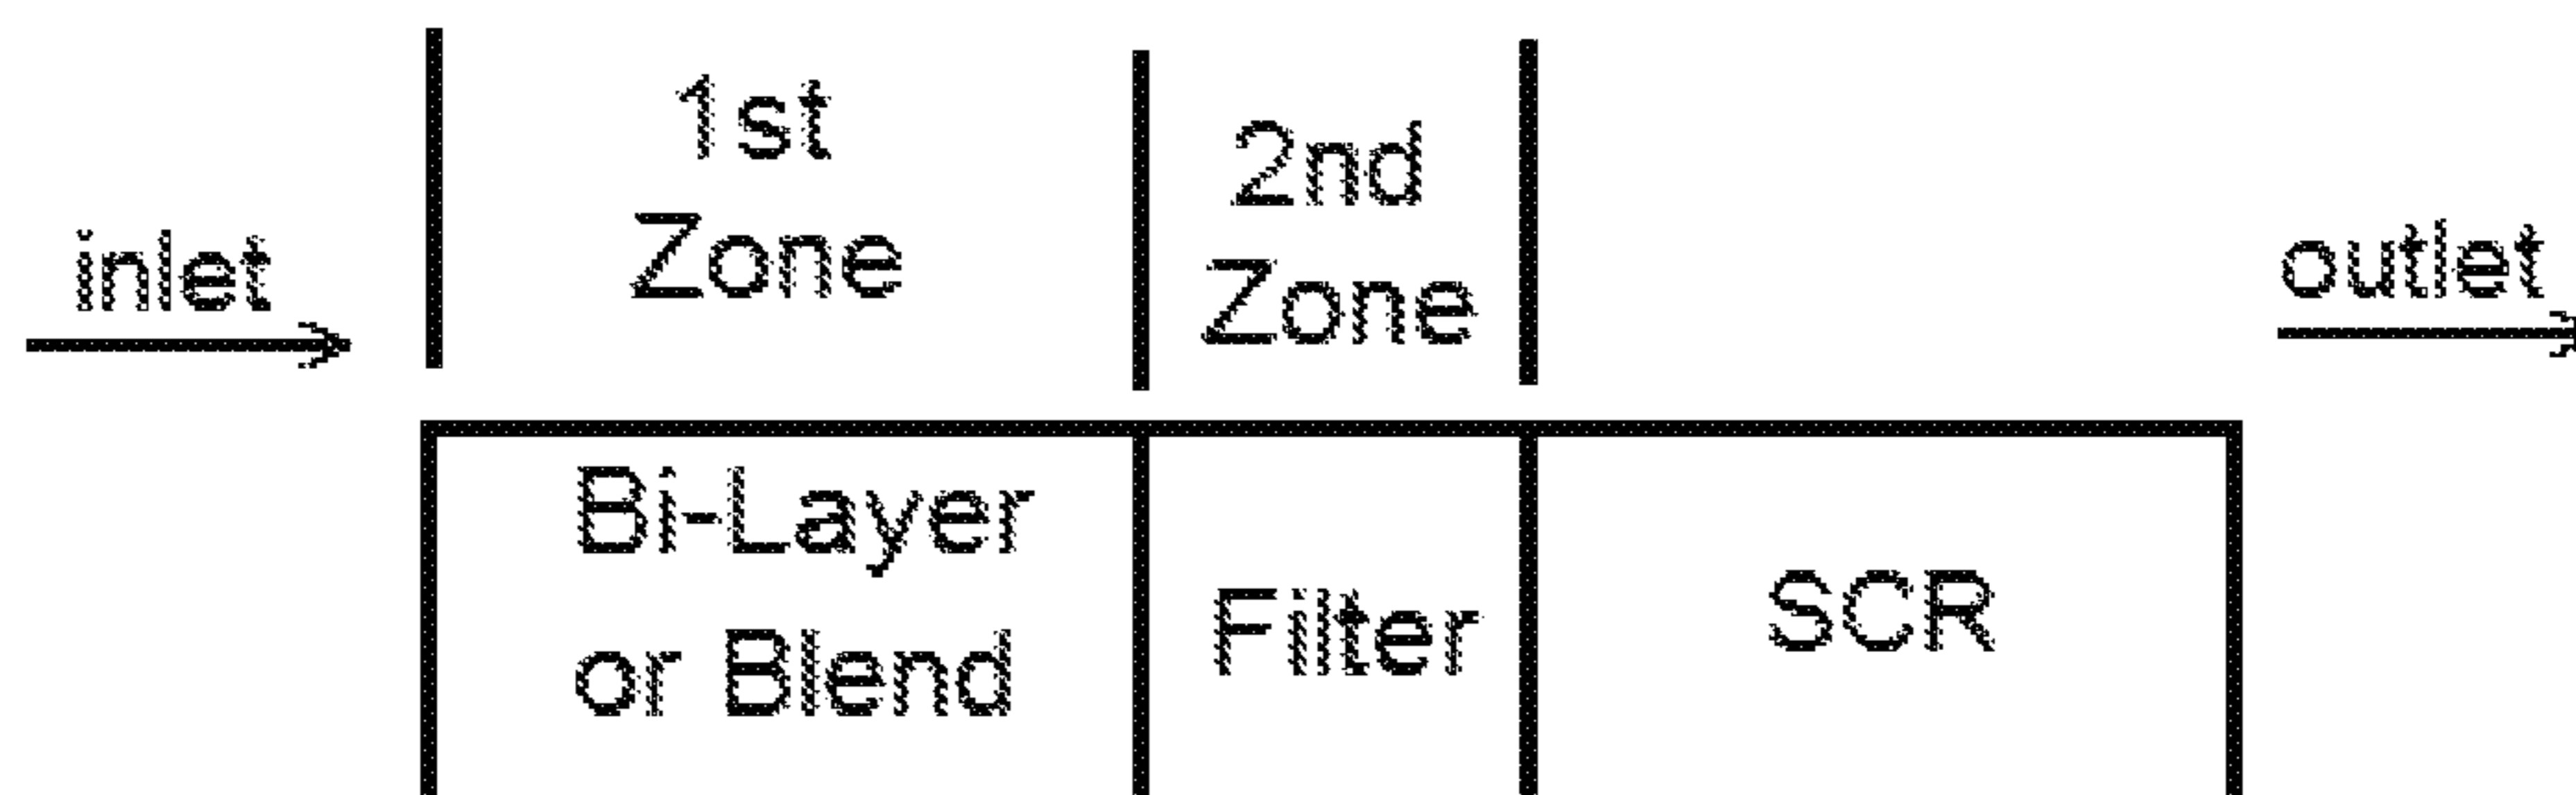 inlet
1st
Zone
2nd
Zone
outlet
Bi-Layer
or Blend
Filter
SCR